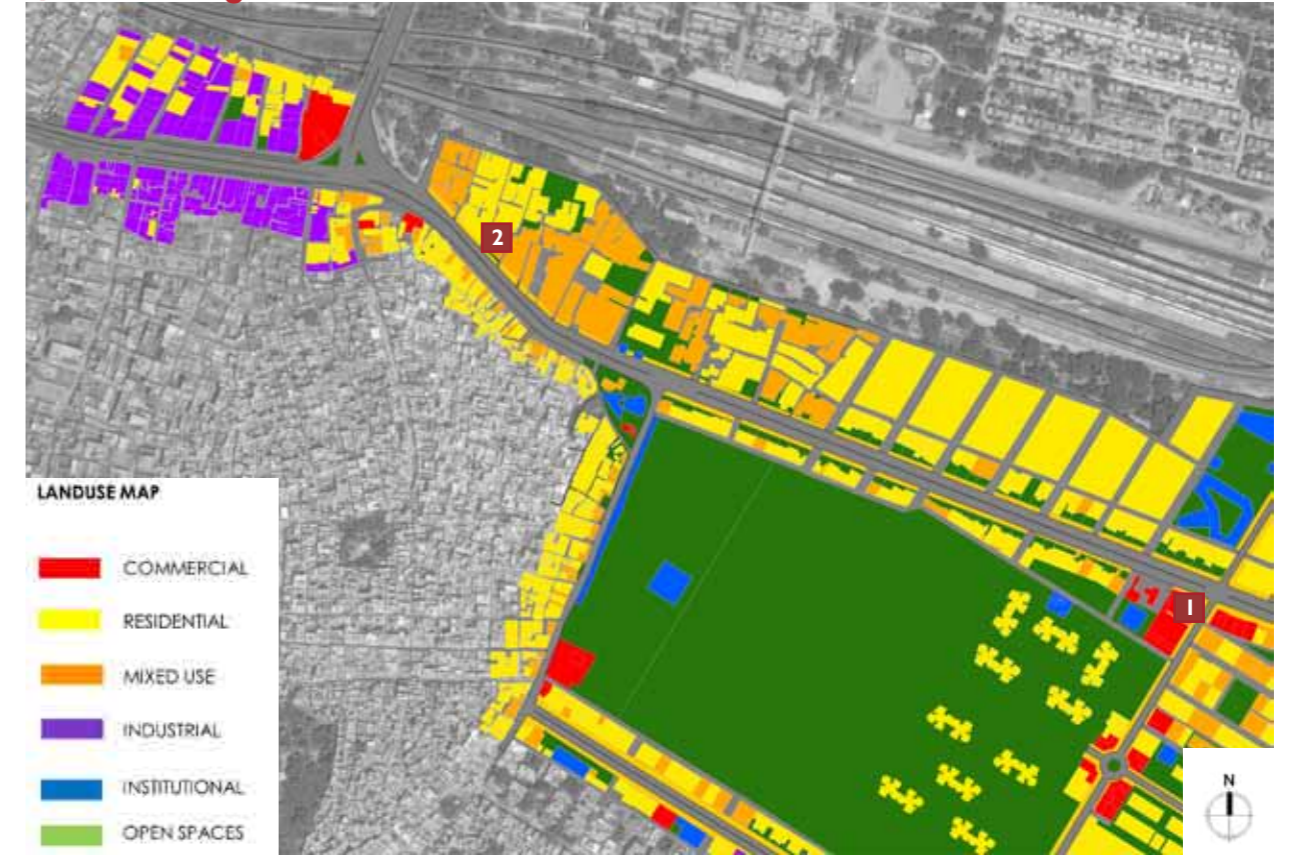 2
LANDUSE MAP
COMMERCIAL
RESIDENTIAL
MIXED USE
INDUSTRIAL
INSTITUTIONAL
OPEN SPACES
1
N